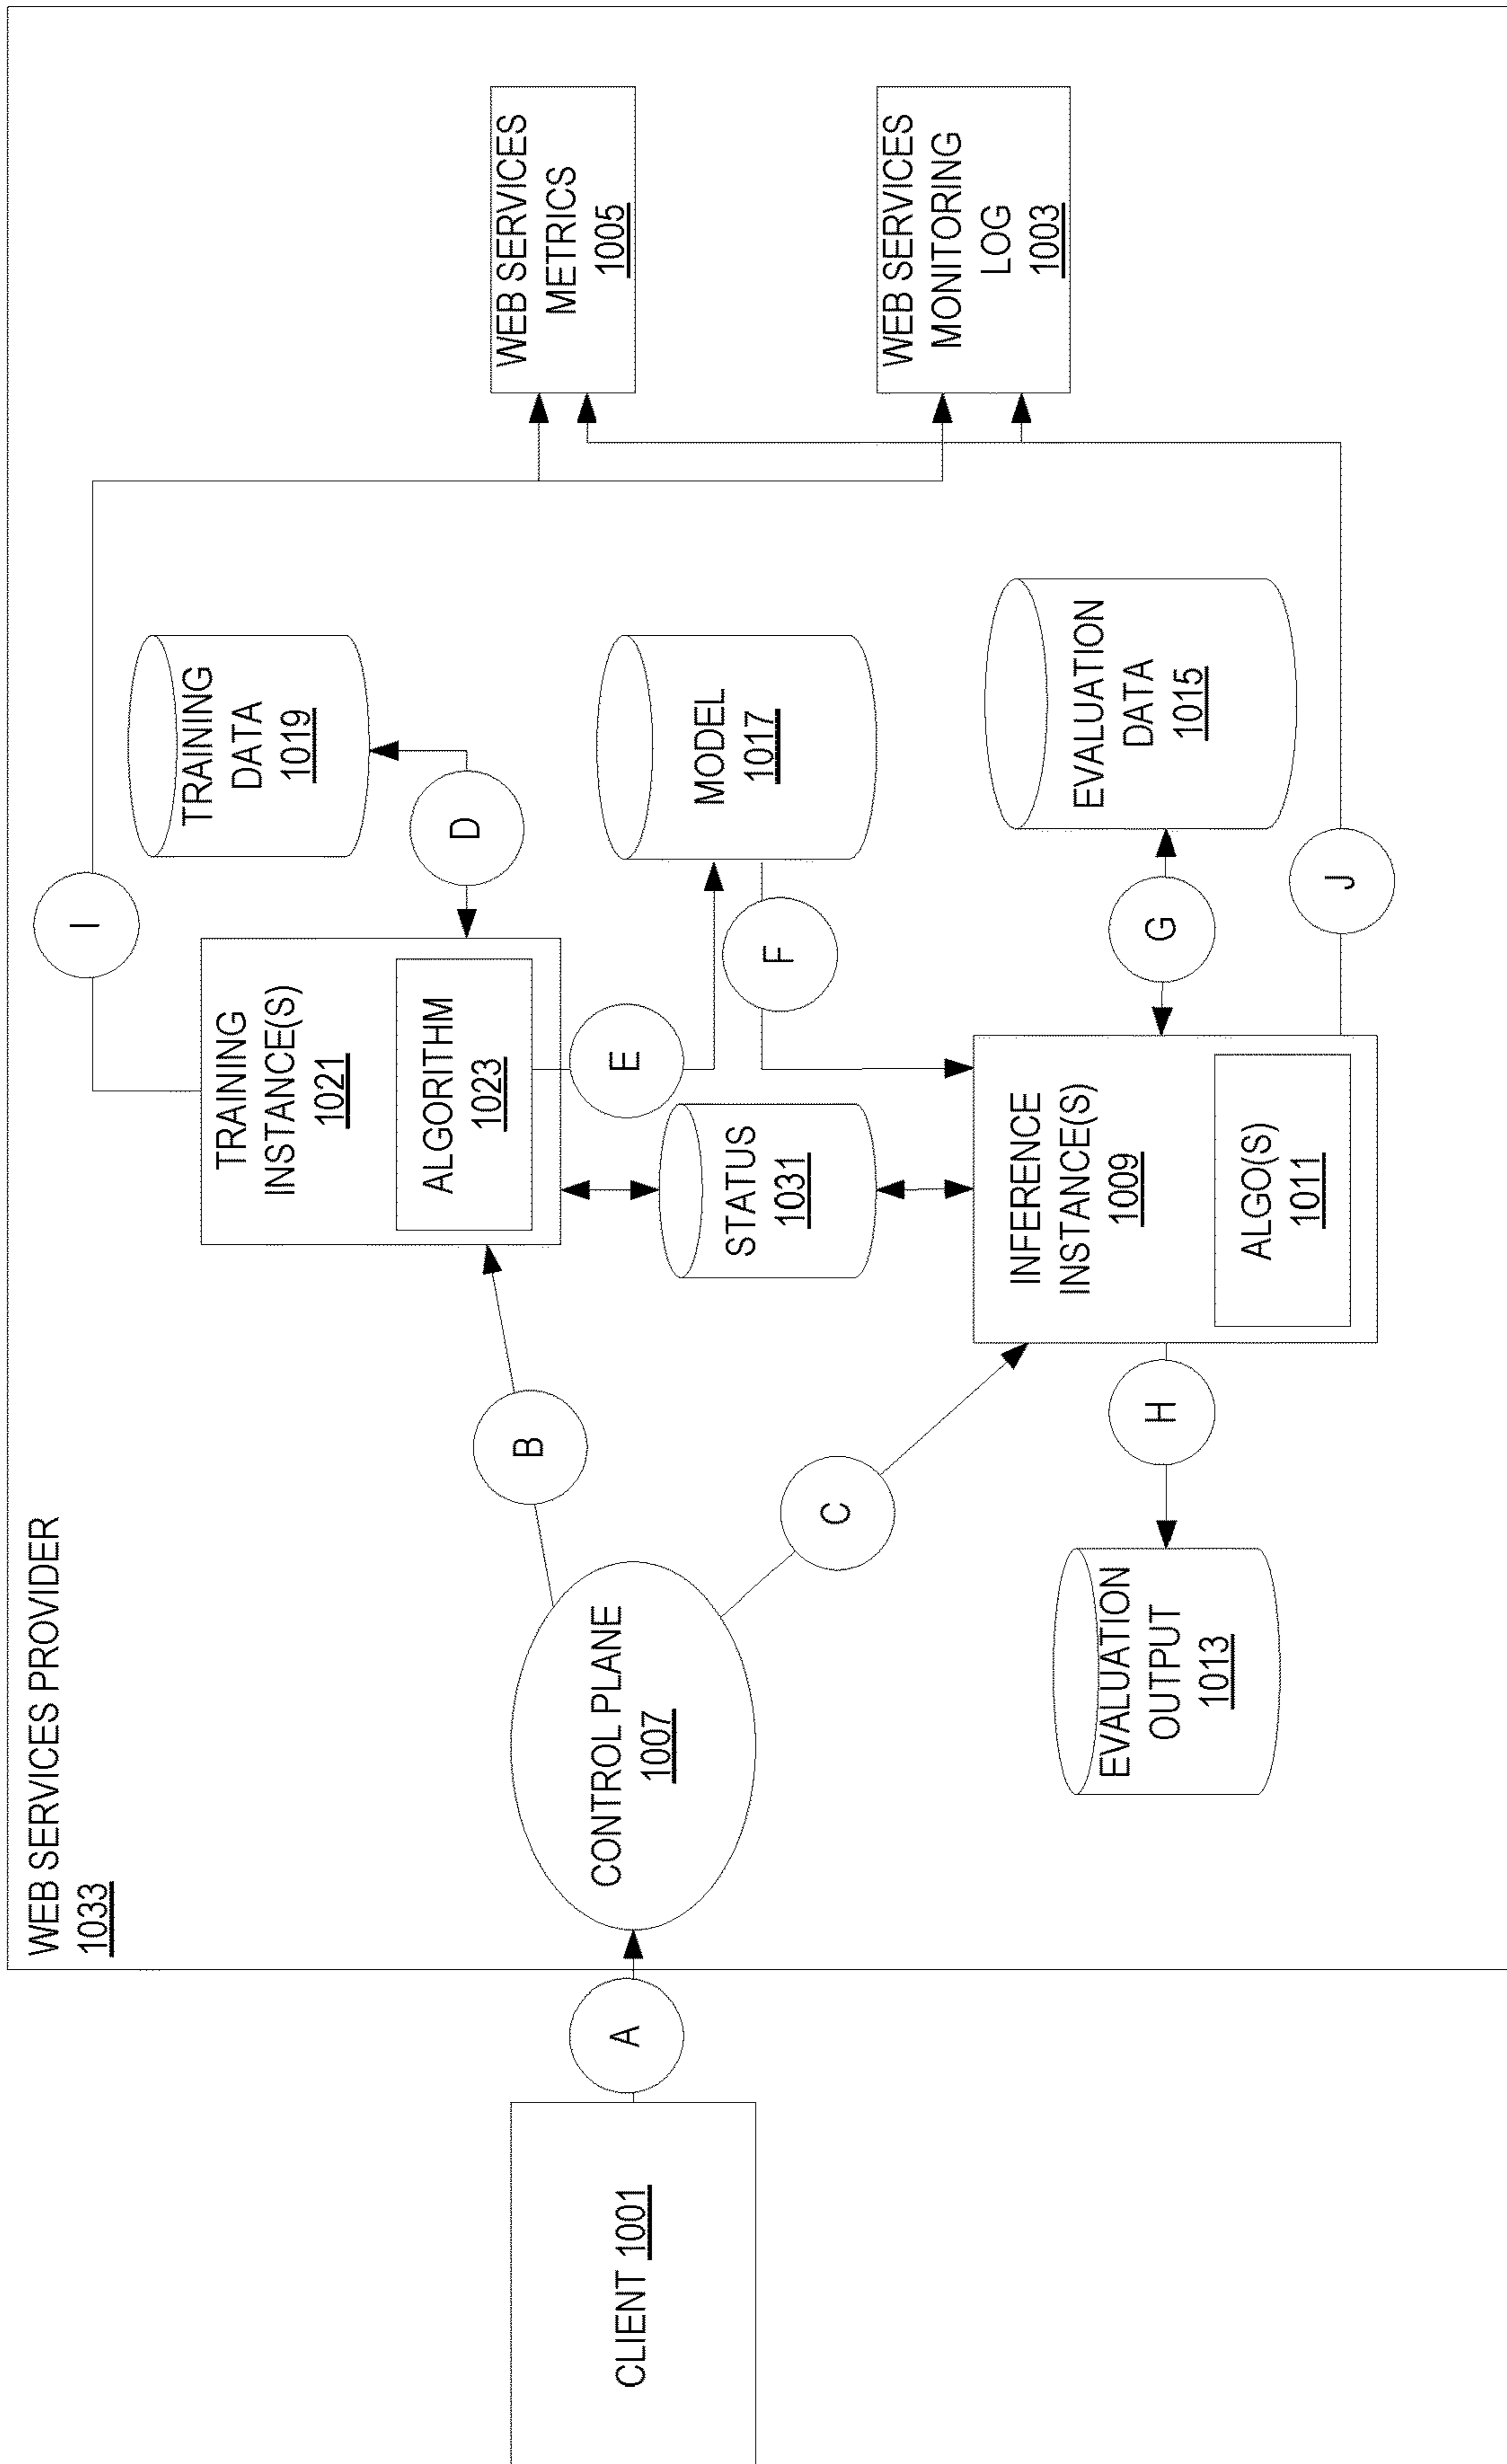 WEB SERVICES PROVIDER
1033
I
TRAINING
DATA
1019
TRAINING
INSTANCE(S)
1021
ALGORITHM
1023
D
WEB SERVICES
METRICS
1005
B
E
CLIENT 1001
A
CONTROL PLANE
1007
STATUS
1031
MODEL
1017
F
C
WEB SERVICES
MONITORING
LOG
1003
EVALUATION
OUTPUT
1013
H
INFERENCE
INSTANCE(S)
1009
ALGO(S)
1011
G
EVALUATION
DATA
1015
J